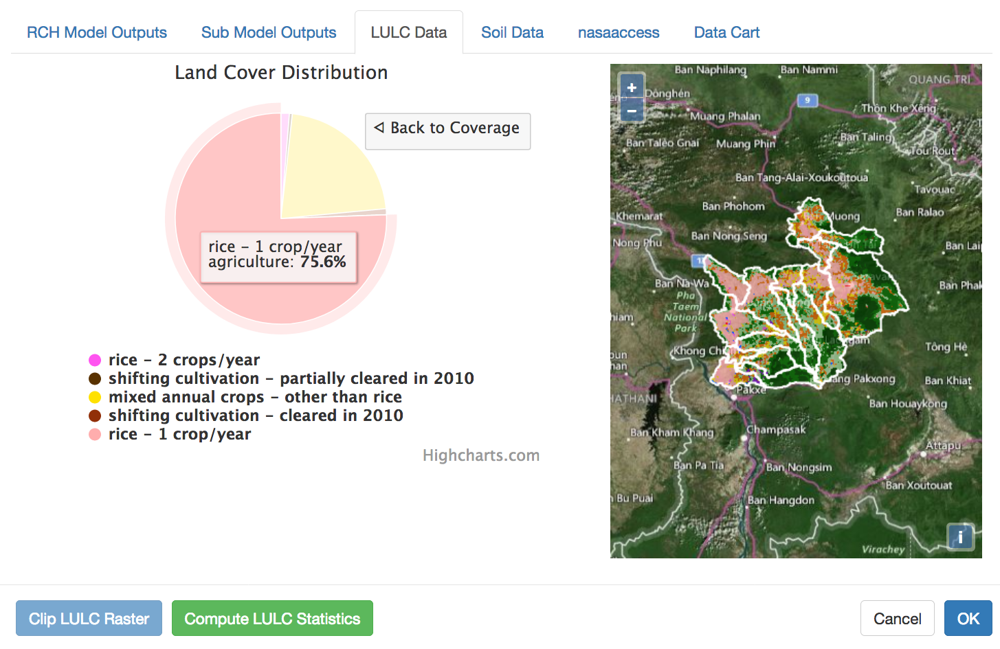 RCH Model Outputs
Sub Model Outputs
LULC Data
Soil Data
nasaaccess
Data Cart
Land Cover Distribution
◁ Back to Coverage
rice - 1 crop/year
agriculture: 75.6%
rice - 2 crops/year
shifting cultivation - partially cleared in 2010
mixed annual crops - other than rice
shifting cultivation - cleared in 2010
rice - 1 crop/year
Highcharts.com
+
−
Ban Naphilang
Ban Nammi
QUANG TRI
Dônghén
9
Thôn Khe Xêng
Muang Phalan
Ban Talèo Gnai
Muang Phin
Ban Taling
Tou Rout
Ban Tang-Alai-Xoukoutoua
Tavouac
Ban Phohom
Ban Ralao
Khemarat
Muong
Nong Phu
Ban Nong Seng
Ban Lai
Ban Na Wa
Ban Phak
Pha
Taem
National
Park
hiam
Tông Hè
Khong Chi
oun
han
Pakxong
Ban Khiat
HATHANI
Pakxe
Ban Houaykong
Ban Kham Khang
Champasak
Attapu
Ban Pa Tia
Ban Nongsim
Ban Xoutouat
n Bu Puai
Ban Hangdon
i
Virachey
Clip LULC Raster
Compute LULC Statistics
Cancel
OK